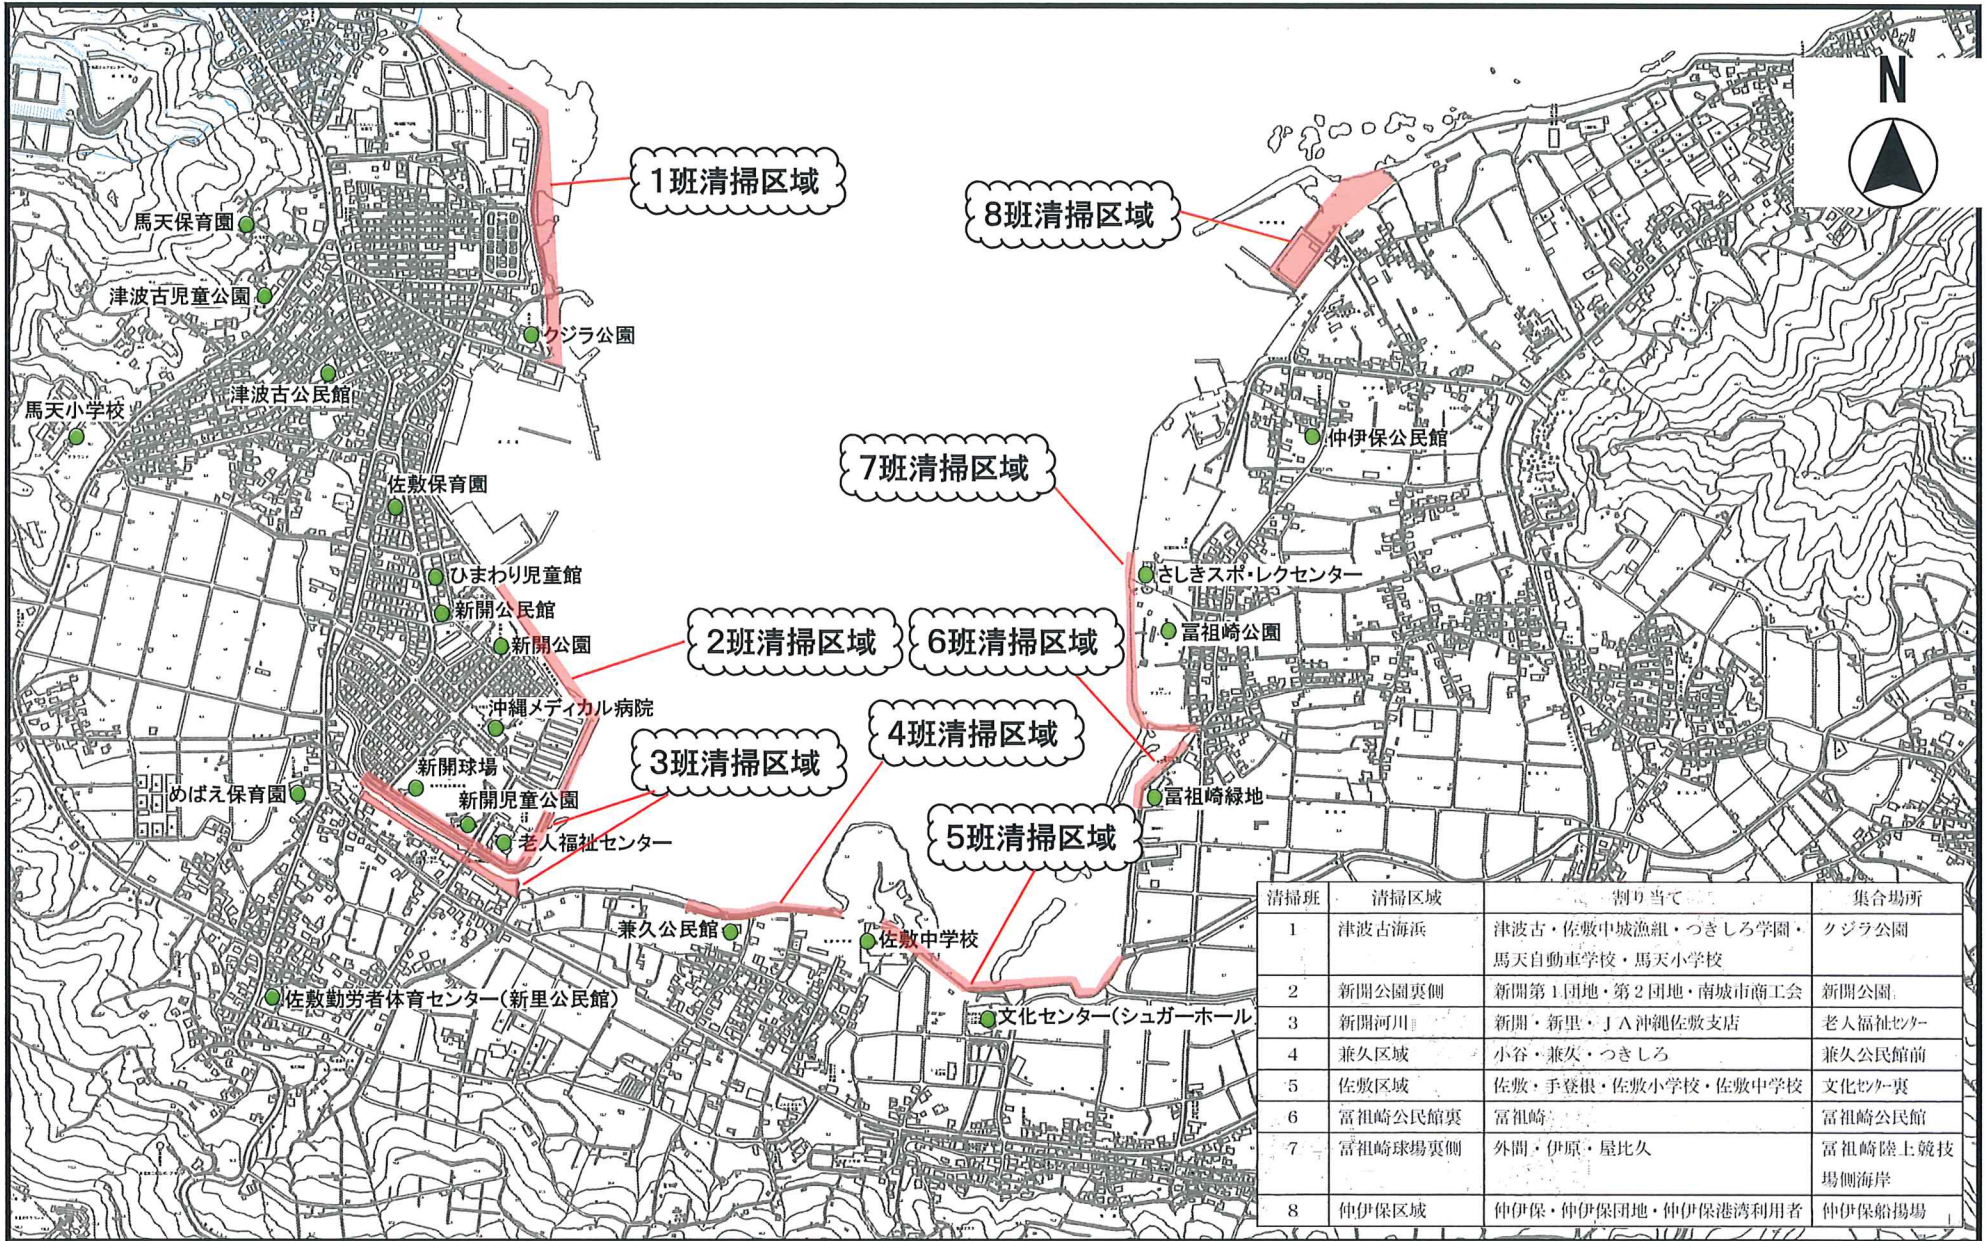 N
1班清掃区域
8班清掃区域
馬天保育園
津波古児童公園
クジラ公園
津波古公民館
馬天小学校
仲伊保公民館
7班清掃区域
佐敷保育園
ひまわり児童館
さしきスポ・レクセンター
新開公民館
2班清掃区域
6班清掃区域
冨祖崎公園
新開公園
沖縄メディカル病院
4班清掃区域
3班清掃区域
新開球場
めばえ保育園
新開児童公園
冨祖崎緑地
老人福祉センター
5班清掃区域
兼久公民館
佐敷中学校
佐敷勤労者体育センター(新里公民館)
文化センター(シュガーホール)
清掃班 清掃区域 割り当て 集合場所
1 津波古海浜 津波古・佐敷中城漁組・つきしろ学園・ クジラ公園
馬天自動車学校・馬天小学校
2 新開公園裏側 新開第1団地・第2団地・南城市商工会 新開公園
3 新開河川 新開・新里・JA沖縄佐敷支店 老人福祉センター
4 兼久区域 小谷・兼久・つきしろ 兼久公民館前
5 佐敷区域 佐敷・手登根・佐敷小学校・佐敷中学校 文化センター裏
6 冨祖崎公民館裏 冨祖崎 冨祖崎公民館
7 冨祖崎球場裏側 外間・伊原・屋比久 冨祖崎陸上競技
場側海岸
8 仲伊保区域 仲伊保・仲伊保団地・仲伊保港湾利用者 仲伊保船揚場